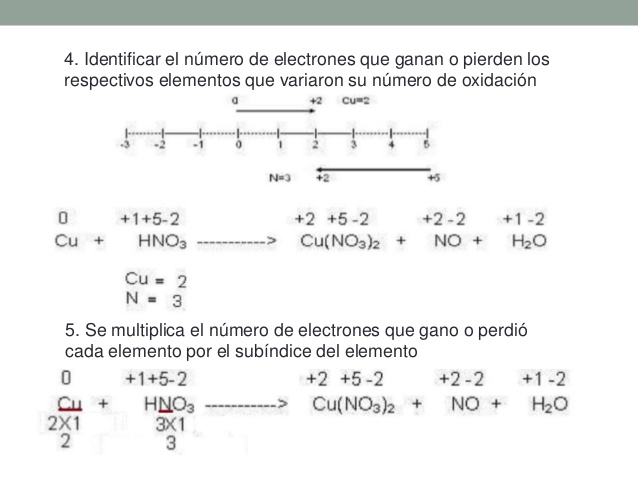 4. Identificar el número de electrones que ganan o pierden los
respectivos elementos que variaron su número de oxidación
0 +2 Cu=2
-3 -2 -1 0 1 2 3 4 5
N=3 +2 +5
0 +1+5-2 +2 +5 -2 +2 -2 +1 -2
Cu + HNO₃ -----------> Cu(NO₃)₂ + NO + H₂O
Cu = 2
N = 3
5. Se multiplica el número de electrones que gano o perdió
cada elemento por el subíndice del elemento
0 +1+5-2 +2 +5 -2 +2 -2 +1 -2
Cu + HNO₃ -----------> Cu(NO₃)₂ + NO + H₂O
2X1 3X1
2 3